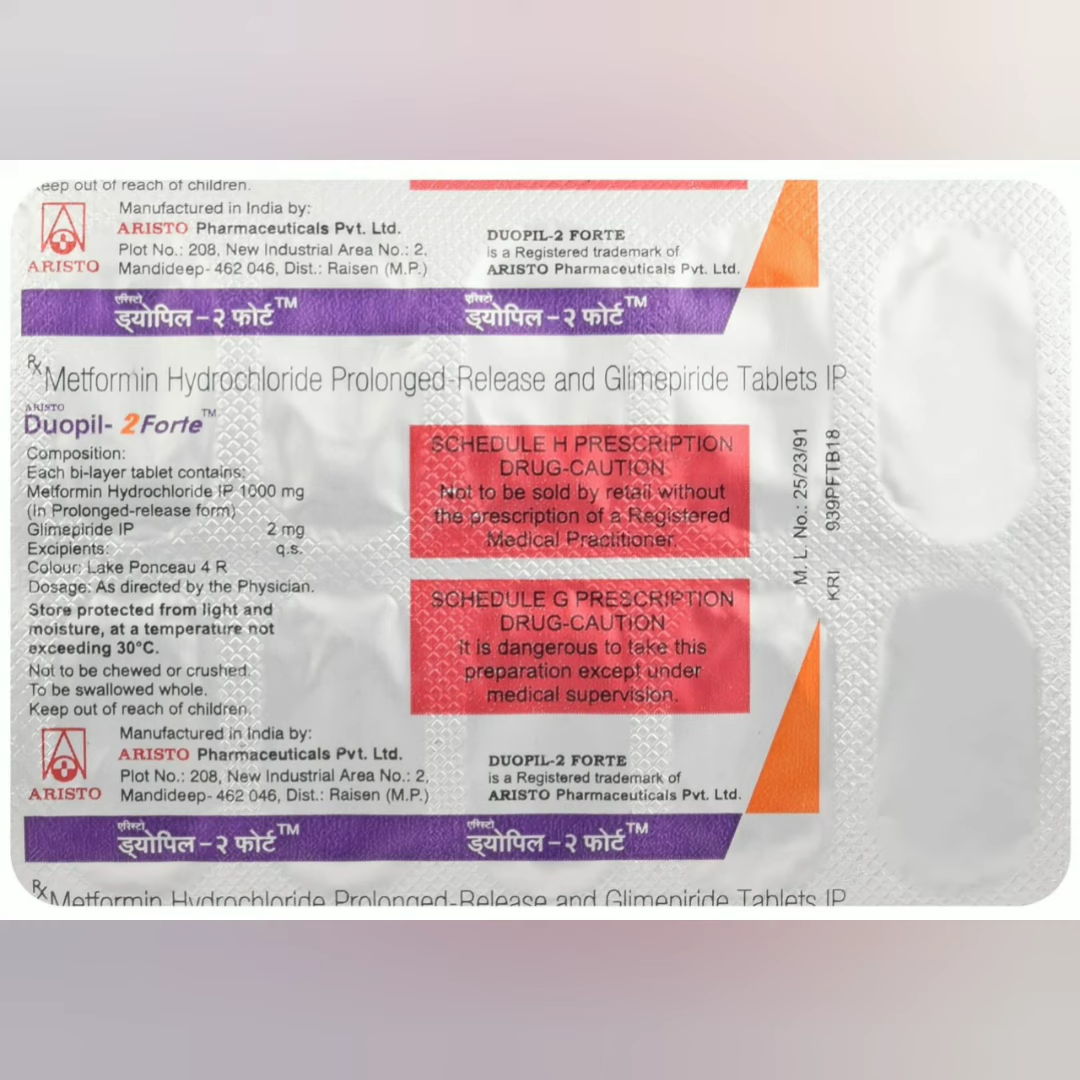 Keep out of reach of children.
Manufactured in India by:
ARISTO Pharmaceuticals Pvt. Ltd.
Plot No.: 208, New Industrial Area No.: 2,
Mandideep- 462 046, Dist.: Raisen (M.P.)
ARISTO
DUOPIL-2 FORTE
is a Registered trademark of
ARISTO Pharmaceuticals Pvt. Ltd.
एरिस्टो एरिस्टो
ड्योपिल – २ फोर्ट™ ड्योपिल – २ फोर्ट™
Rx Metformin Hydrochloride Prolonged-Release and Glimepiride Tablets IP
ARISTO
Duopil- 2 Forte™
Composition:
Each bi-layer tablet contains:
Metformin Hydrochloride IP 1000 mg
(In Prolonged-release form)
Glimepiride IP 2 mg
Excipients: q.s.
Colour: Lake Ponceau 4 R
Dosage: As directed by the Physician.
Store protected from light and
moisture, at a temperature not
exceeding 30°C.
Not to be chewed or crushed.
To be swallowed whole.
Keep out of reach of children.
SCHEDULE H PRESCRIPTION
DRUG-CAUTION
Not to be sold by retail without
the prescription of a Registered
Medical Practitioner.
SCHEDULE G PRESCRIPTION
DRUG-CAUTION
it is dangerous to take this
preparation except under
medical supervision.
M. L. No.: 25/23/91
KRI 939PFTB18
Manufactured in India by:
ARISTO Pharmaceuticals Pvt. Ltd.
Plot No.: 208, New Industrial Area No.: 2,
Mandideep- 462 046, Dist.: Raisen (M.P.)
ARISTO
DUOPIL-2 FORTE
is a Registered trademark of
ARISTO Pharmaceuticals Pvt. Ltd.
एरिस्टो एरिस्टो
ड्योपिल – २ फोर्ट™ ड्योपिल – २ फोर्ट™
Rx Metformin Hydrochloride Prolonged-Release and Glimepiride Tablets IP